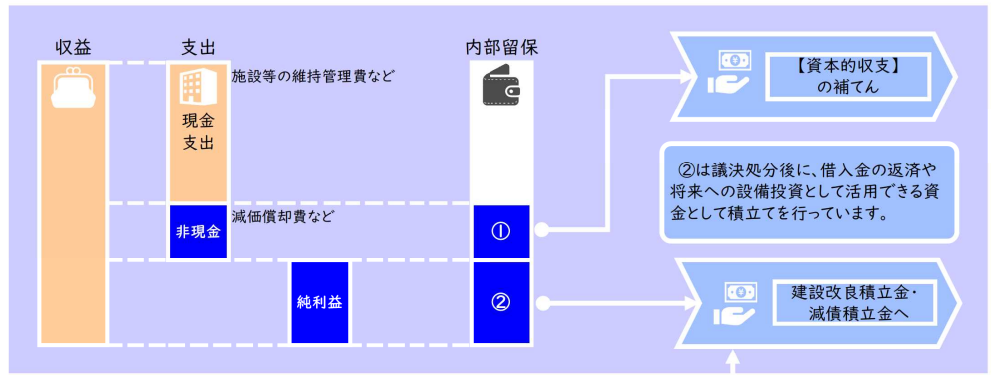 収益
支出
内部留保
施設等の維持管理費など
現金
支出
減価償却費など
非現金
①
純利益
②
【資本的収支】
の補てん
②は議決処分後に、借入金の返済や
将来への設備投資として活用できる資
金として積立てを行っています。
建設改良積立金・
減債積立金へ